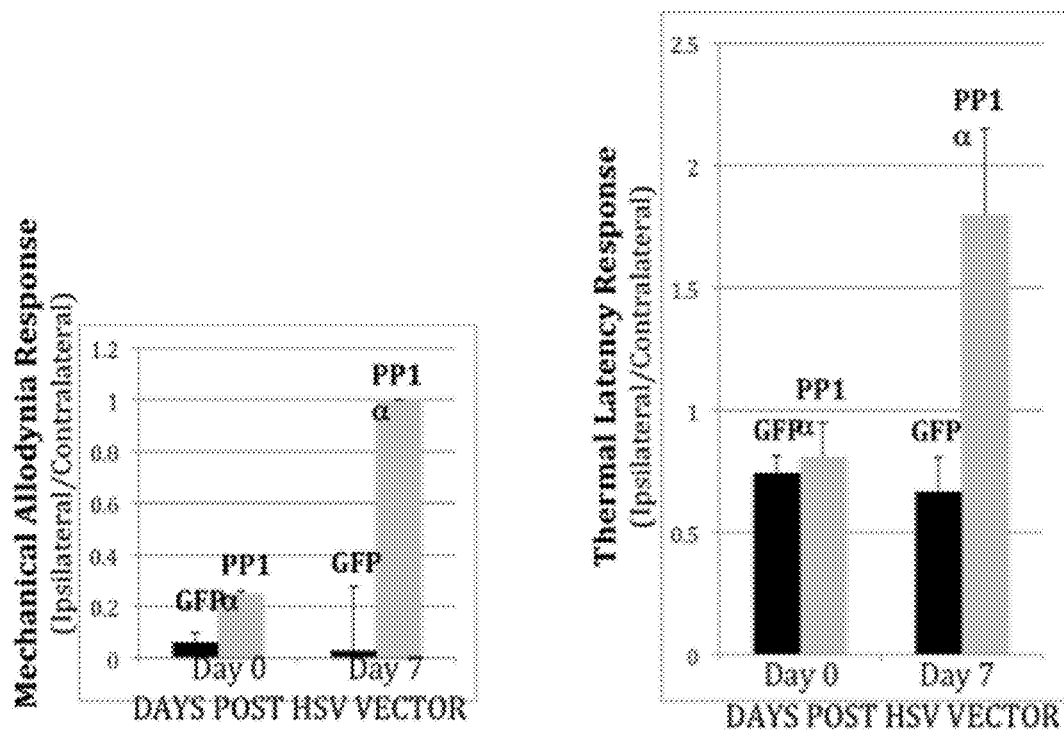 Mechanical Allodynia Response
(Ipsilateral/Contralateral)
1.2
1
0.8
0.6
0.4
0.2
0
GFP
PP1
α
GFP
PP1
α
Day 0
Day 7
DAYS POST HSV VECTOR
Thermal Latency Response
(Ipsilateral/Contralateral)
2.5
2
1.5
1
0.5
0
GFP
PP1
α
GFP
PP1
α
Day 0
Day 7
DAYS POST HSV VECTOR